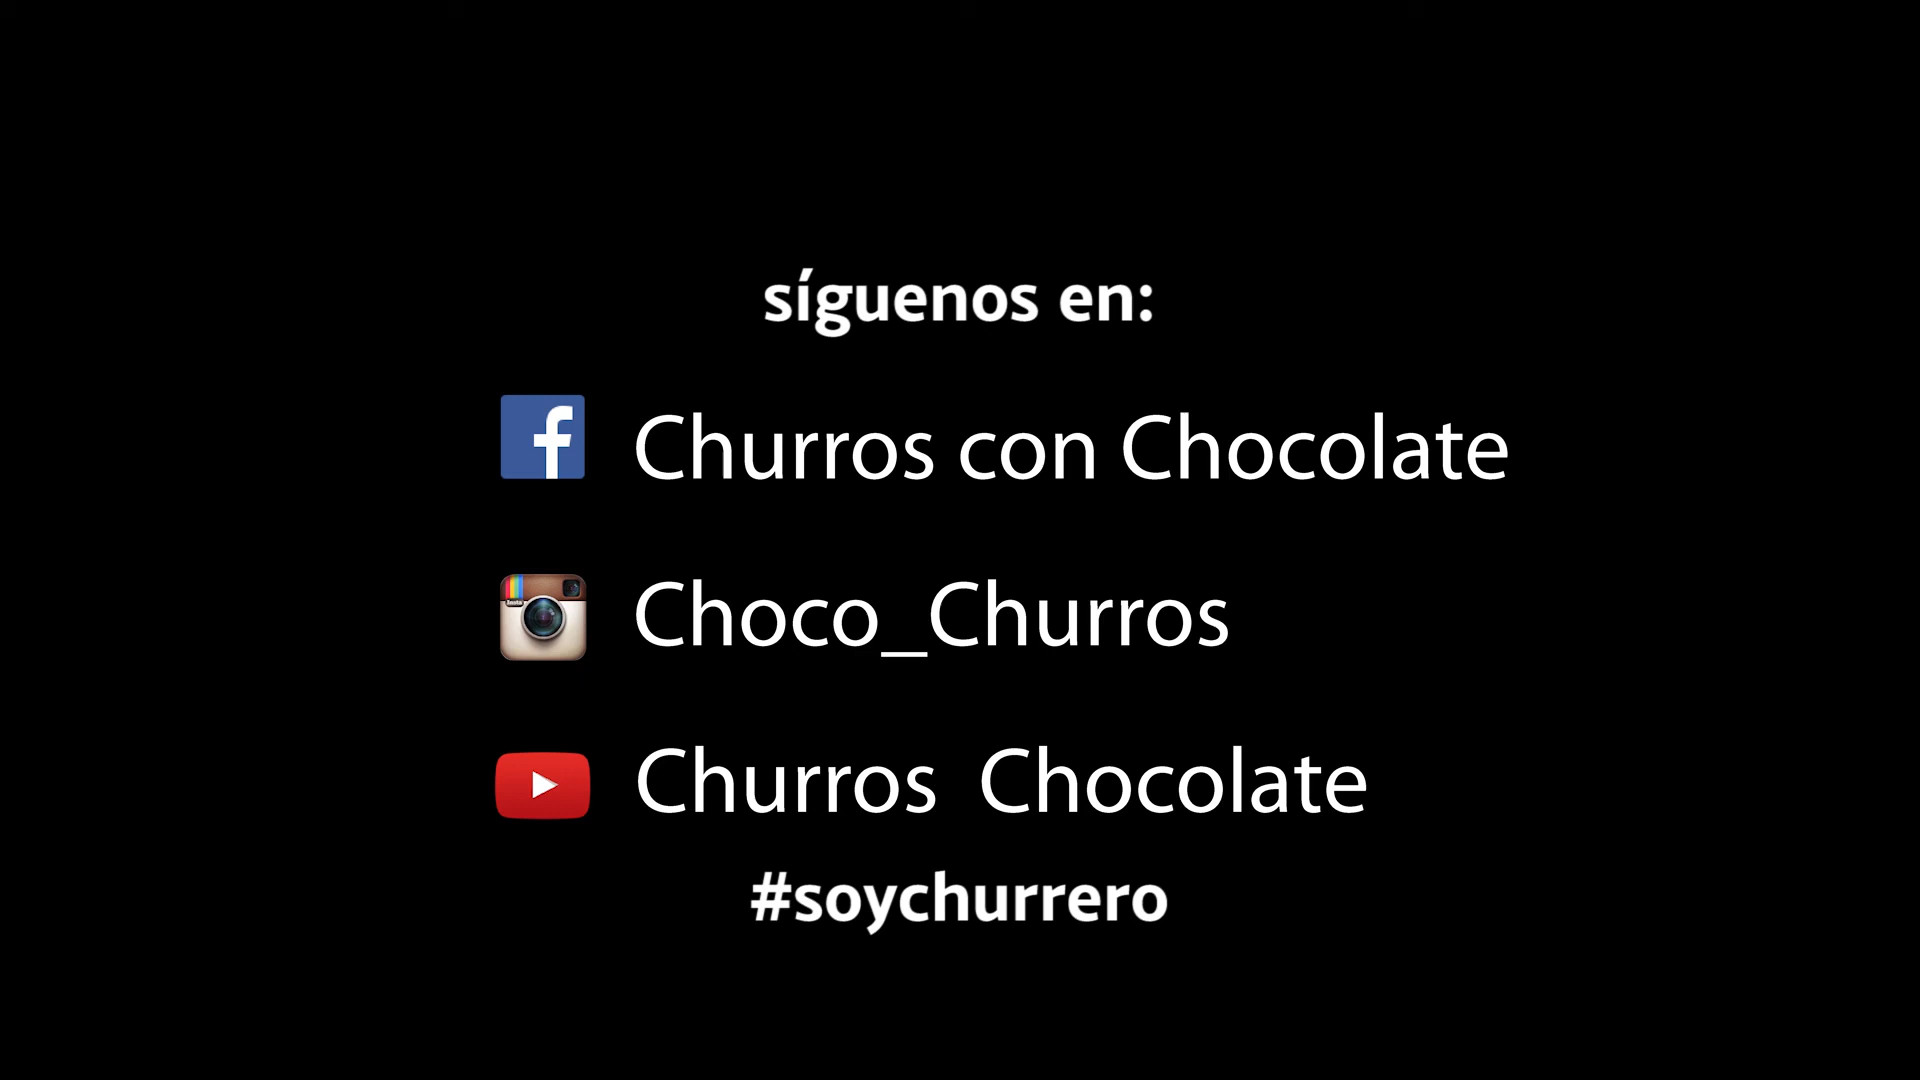 síguenos en:
Churros con Chocolate
Choco_Churros
Churros  Chocolate
#soychurrero